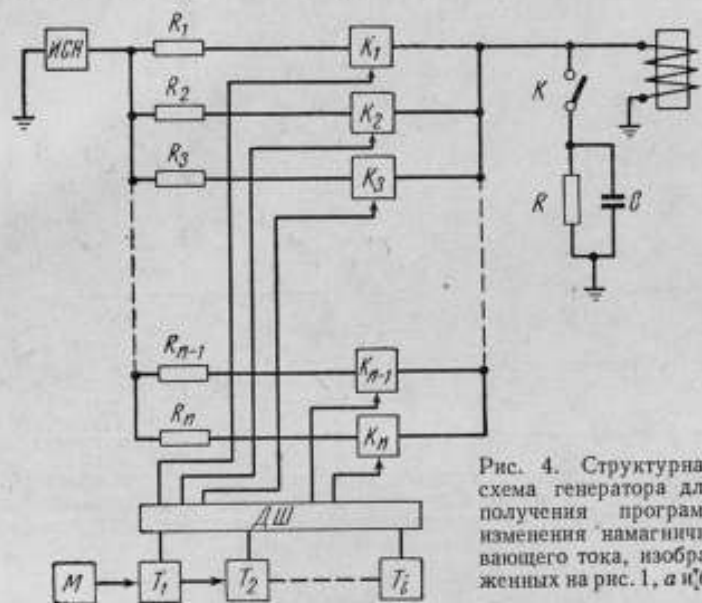 ИСН
R1
K1
R2
K2
R3
K3
K
R
C
Rn-1
Kn-1
Rn
Kn
ДШ
М
T1
T2
Ti
Рис. 4. Структурна
схема генератора дл
получения програм
изменения намагничи
вающего тока, изобра
женных на рис. 1, а и